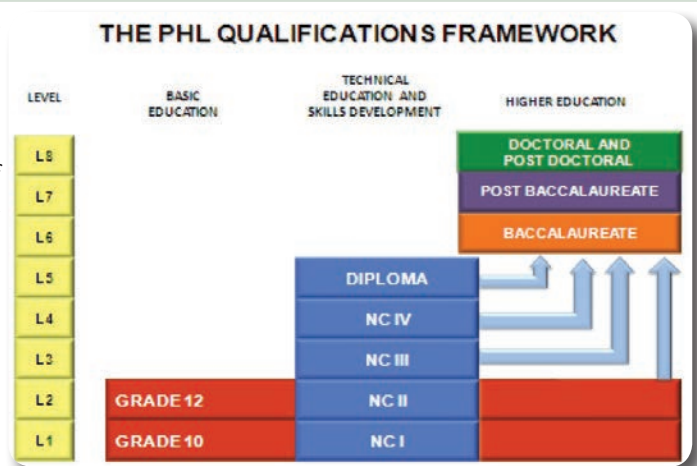 THE PHL QUALIFICATIONS FRAMEWORK
LEVEL
BASIC
EDUCATION
TECHNICAL
EDUCATION AND
SKILLS DEVELOPMENT
HIGHER EDUCATION
L8
DOCTORAL AND
POST DOCTORAL
L7
POST BACCALAUREATE
L6
BACCALAUREATE
L5
DIPLOMA
L4
NC IV
L3
NC III
L2
GRADE 12
NC II
L1
GRADE 10
NC I